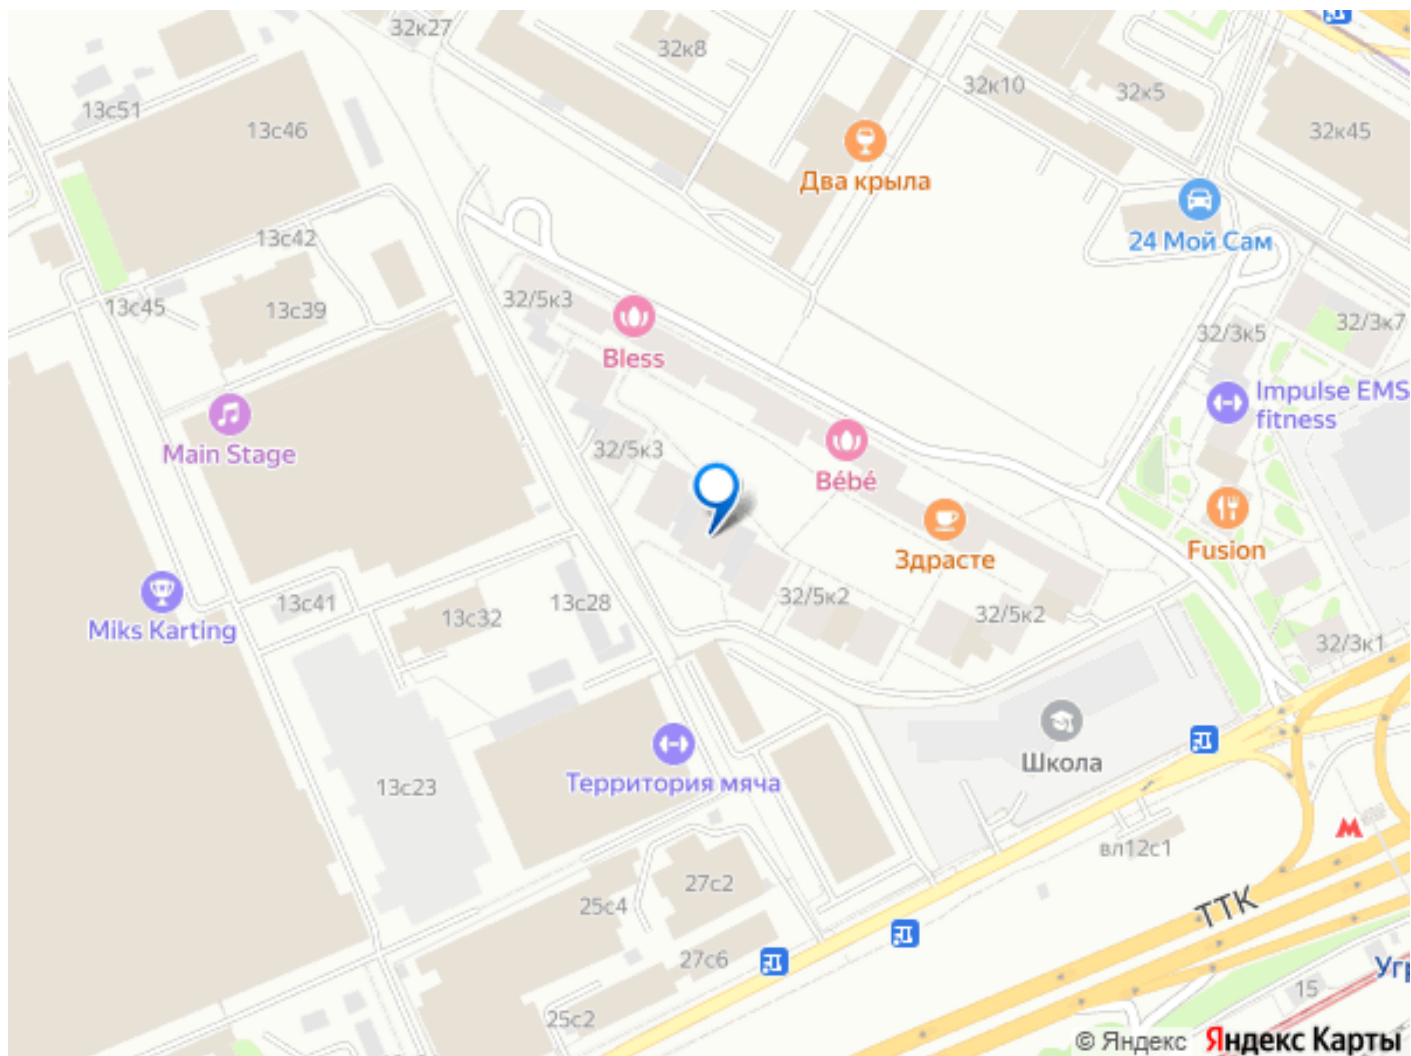 32к27
32к8
32к10
32к5
13с51
13с46
32к45
Два крыла
24 Мой Сам
13с42
13с45
13с39
32/5к3
Bless
32/3к5
32/3к7
Impulse EMS
fitness
Main Stage
32/5к3
Bébé
Здрасте
Fusion
13с41
13с32
13с28
32/5к2
32/5к2
32/3к1
Miks Karting
Школа
Территория мяча
13с23
вл12с1
27с2
25с4
ТТК
27с6
Угр
15
25с2
© Яндекс Яндекс Карты